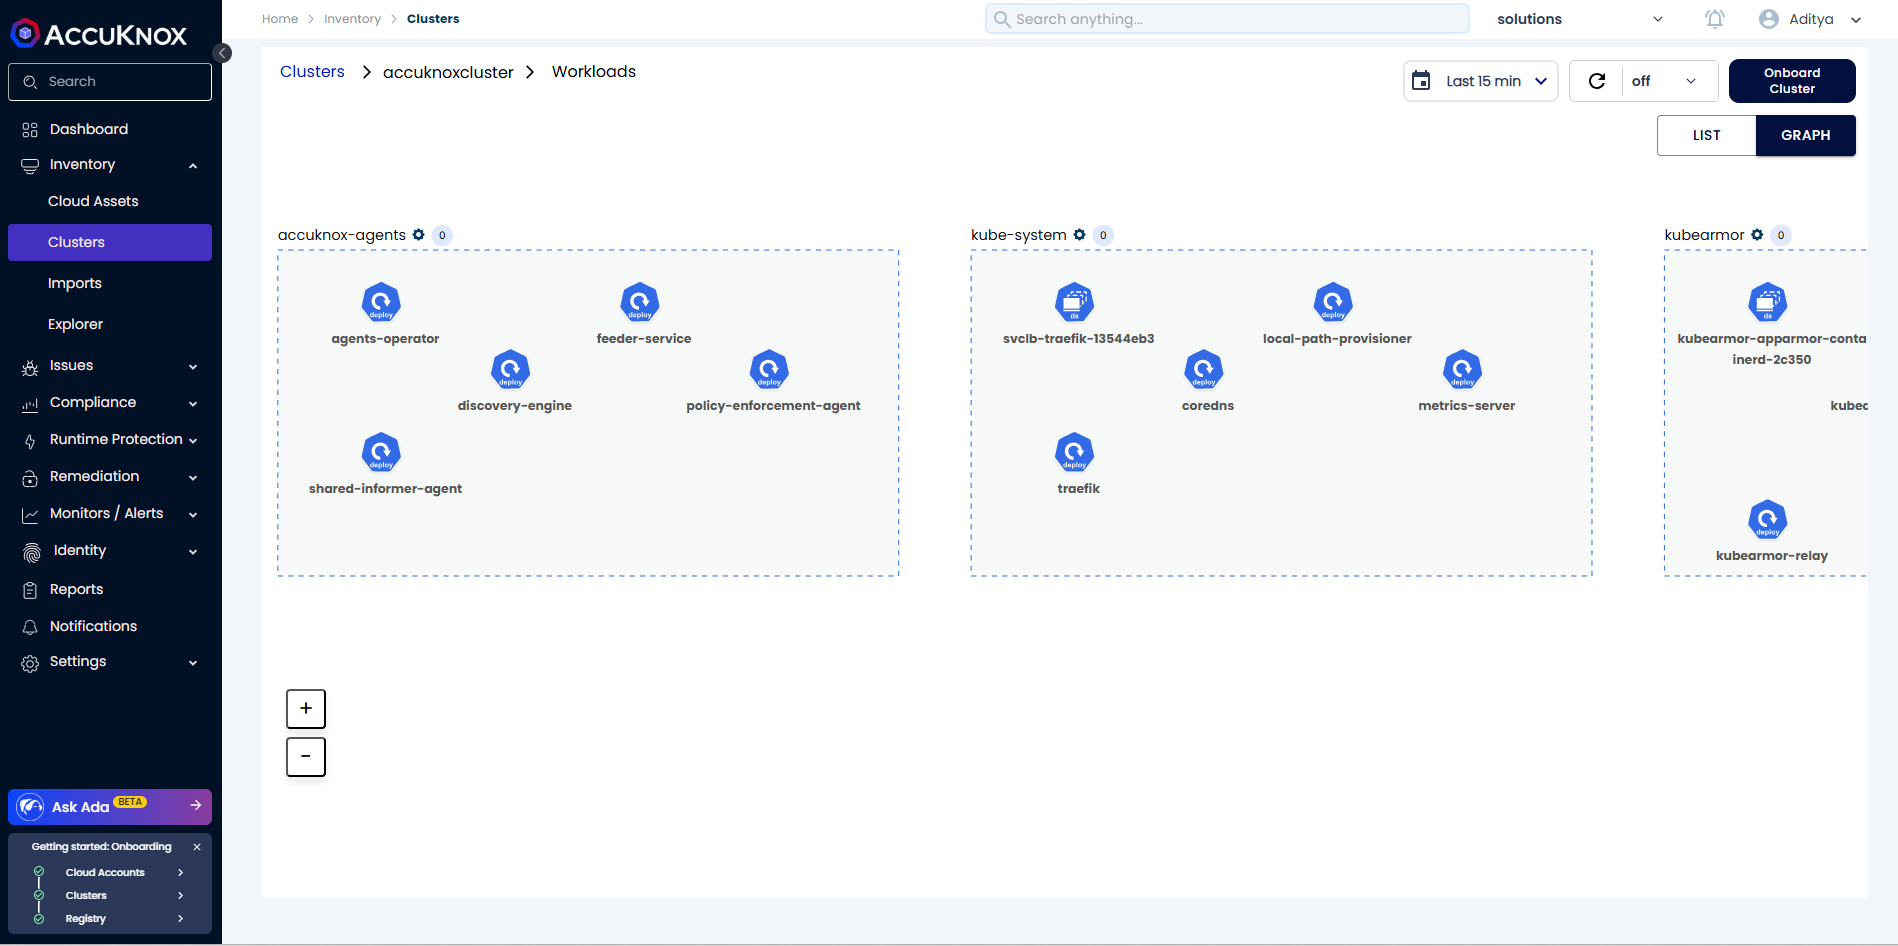 ACCUKNOX
Search
Dashboard
Inventory
Cloud Assets
Clusters
Imports
Explorer
Issues
Compliance
Runtime Protection
Remediation
Monitors / Alerts
Identity
Reports
Notifications
Settings
Ask Ada BETA
Getting started: Onboarding
Cloud Accounts
Clusters
Registry
Home > Inventory > Clusters
Search anything...
solutions
Aditya
Clusters > accuknoxcluster > Workloads
Last 15 min
off
Onboard
Cluster
LIST
GRAPH
accuknox-agents 0
deploy
agents-operator
deploy
feeder-service
deploy
discovery-engine
deploy
policy-enforcement-agent
deploy
shared-informer-agent
kube-system 0
ds
svclb-traefik-13544eb3
deploy
local-path-provisioner
deploy
coredns
deploy
metrics-server
deploy
traefik
kubearmor 0
ds
kubearmor-apparmor-conta
inerd-2c350
kubea
deploy
kubearmor-relay
+
-